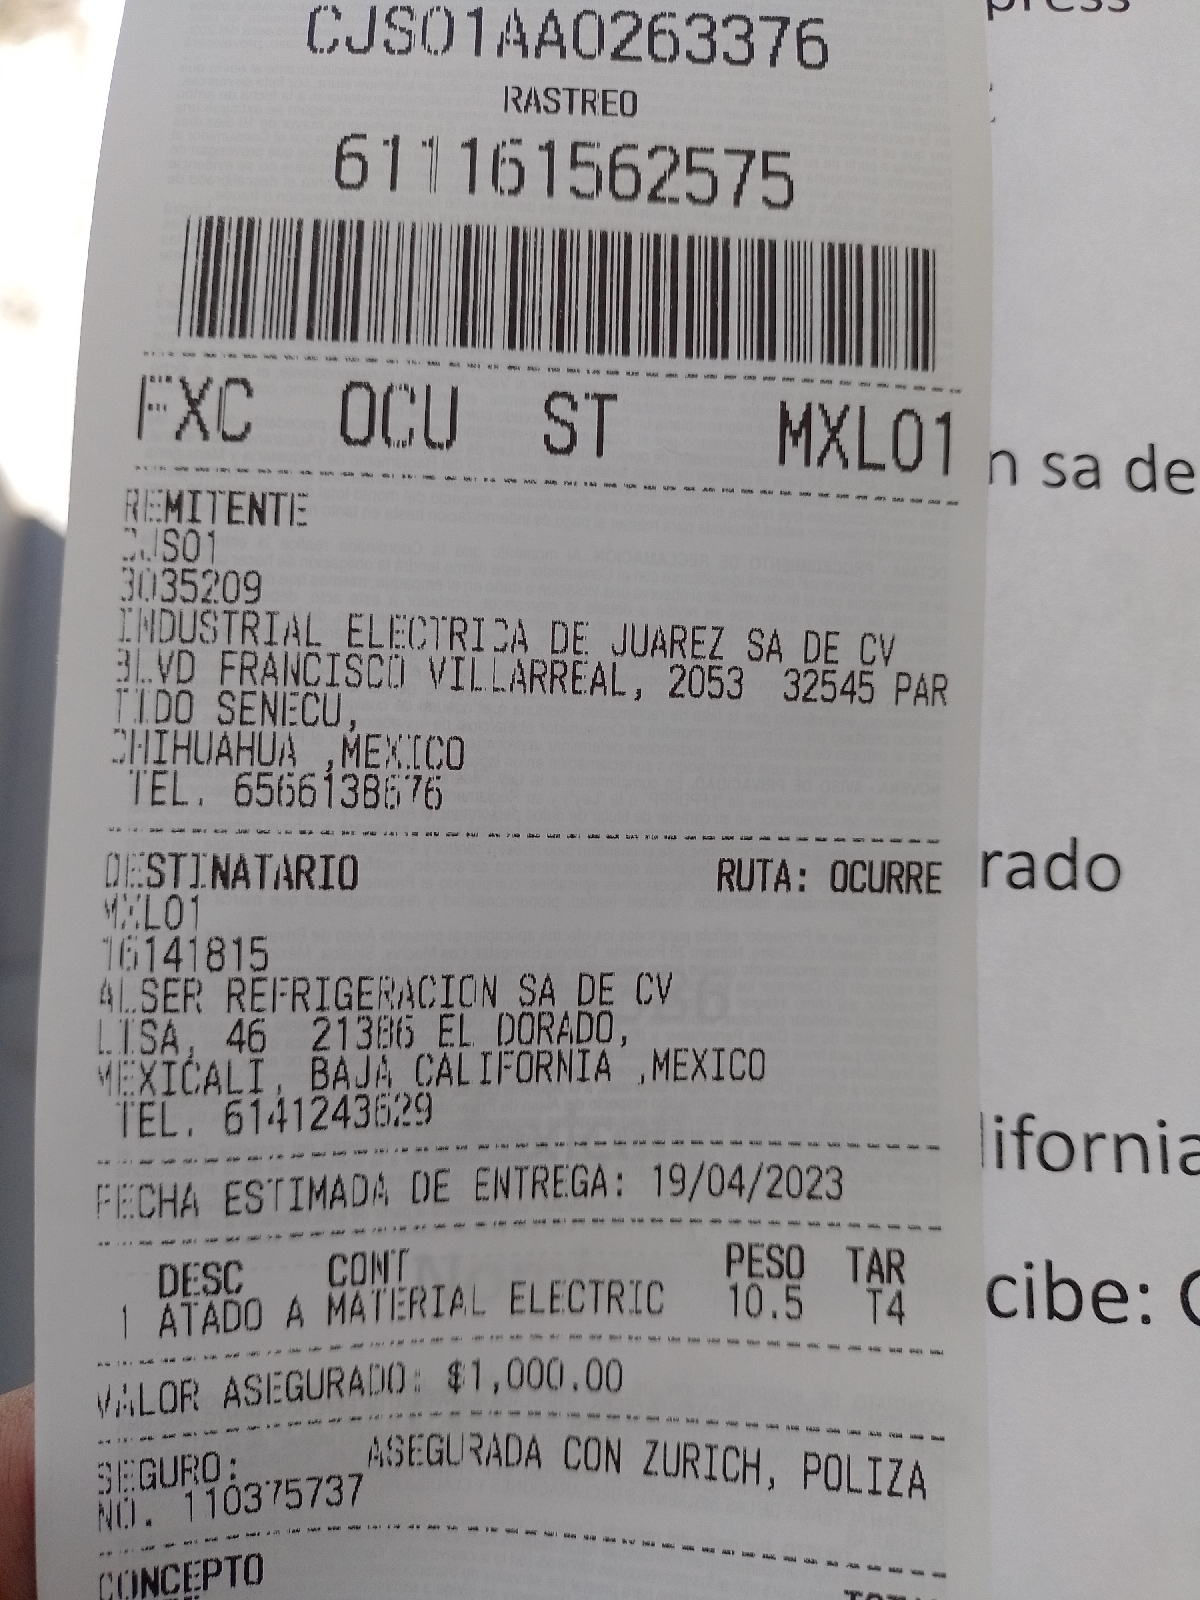 press
CJS01AA0263376
RASTREO
611161562575
FXC OCU ST MXL01
n sa de
REMITENTE
CJS01
3035209
INDUSTRIAL ELECTRICA DE JUAREZ SA DE CV
BLVD FRANCISCO VILLARREAL, 2053 32545 PAR
TIDO SENECU,
CHIHUAHUA ,MEXICO
TEL. 6566138676
rado
DESTINATARIO RUTA: OCURRE
MXL01
16141815
ALSER REFRIGERACION SA DE CV
LISA, 46 21386 EL DORADO,
MEXICALI, BAJA CALIFORNIA ,MEXICO
TEL. 6141243629
lifornia
FECHA ESTIMADA DE ENTREGA: 19/04/2023
DESC CONT PESO TAR
1 ATADO A MATERIAL ELECTRIC 10.5 T4
cibe:
VALOR ASEGURADO: $1,000.00
SEGURO: ASEGURADA CON ZURICH, POLIZA
NO. 110375737
CONCEPTO